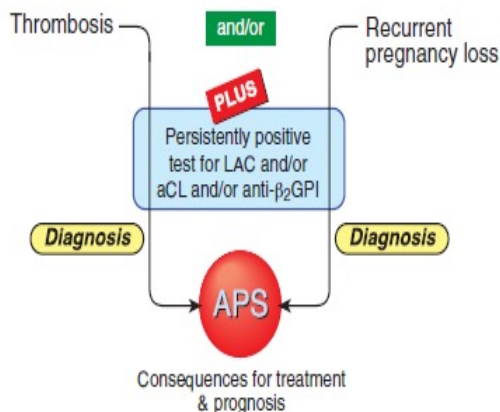 Thrombosis
and/or
Recurrent
pregnancy loss
PLUS
Persistently positive
test for LAC and/or
aCL and/or anti-β₂GPI
Diagnosis
Diagnosis
APS
Consequences for treatment
& prognosis